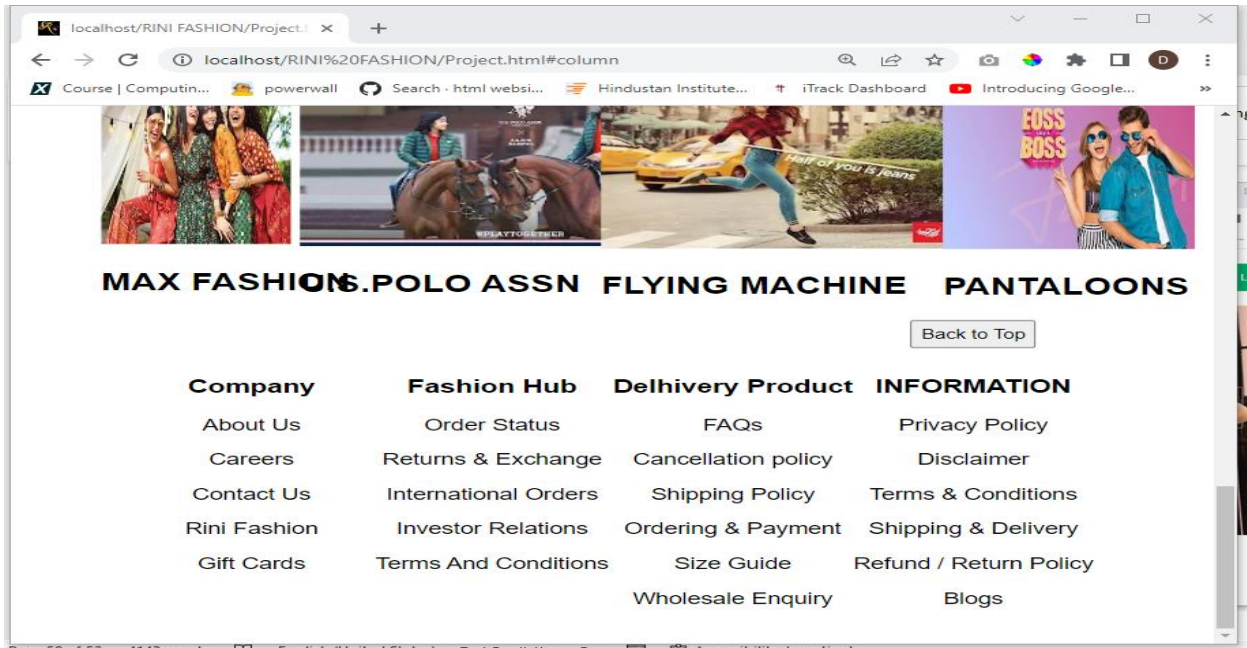 localhost/RINI FASHION/Project.
localhost/RINI%20FASHION/Project.html#column
D
Course | Computin... powerwall Search · html websi... Hindustan Institute... iTrack Dashboard Introducing Google...
#PLAYTOGETHER
Half of you is jeans
LIKE A
BOSS
MAX FASHION U.S.POLO ASSN FLYING MACHINE PANTALOONS
Back to Top
Company Fashion Hub Delhivery Product INFORMATION
About Us Order Status FAQs Privacy Policy
Careers Returns & Exchange Cancellation policy Disclaimer
Contact Us International Orders Shipping Policy Terms & Conditions
Rini Fashion Investor Relations Ordering & Payment Shipping & Delivery
Gift Cards Terms And Conditions Size Guide Refund / Return Policy
Wholesale Enquiry Blogs